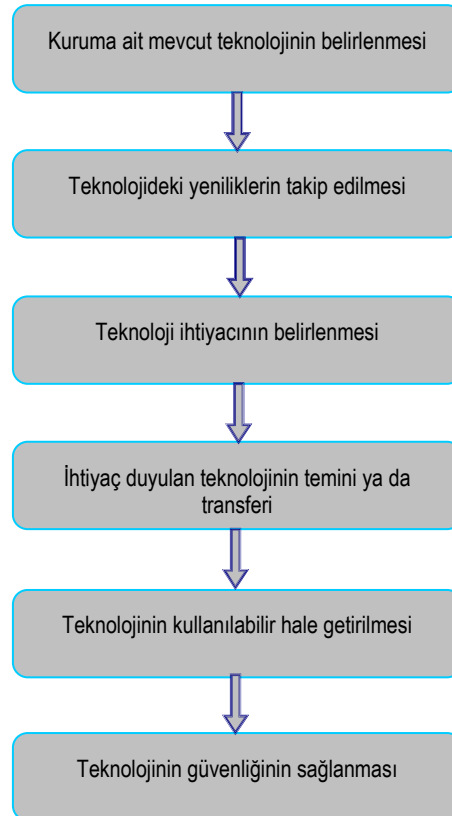 Kuruma ait mevcut teknolojinin belirlenmesi
Teknolojideki yeniliklerin takip edilmesi
Teknoloji ihtiyacının belirlenmesi
İhtiyaç duyulan teknolojinin temini ya da
transferi
Teknolojinin kullanılabilir hale getirilmesi
Teknolojinin güvenliğinin sağlanması